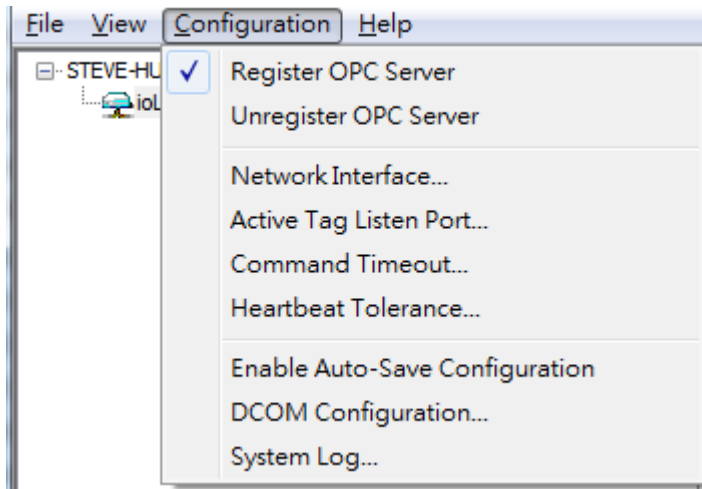 File View Configuration Help
STEVE-HU
ioL
Register OPC Server
Unregister OPC Server
Network Interface...
Active Tag Listen Port...
Command Timeout...
Heartbeat Tolerance...
Enable Auto-Save Configuration
DCOM Configuration...
System Log...